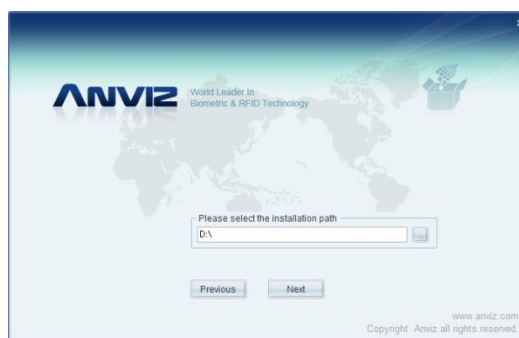 ANVIZ
World Leader In
Biometric & RFID Technology
Please select the installation path
D:\
...
Previous Next
www.anviz.com
Copyright Anviz all rights reserved.